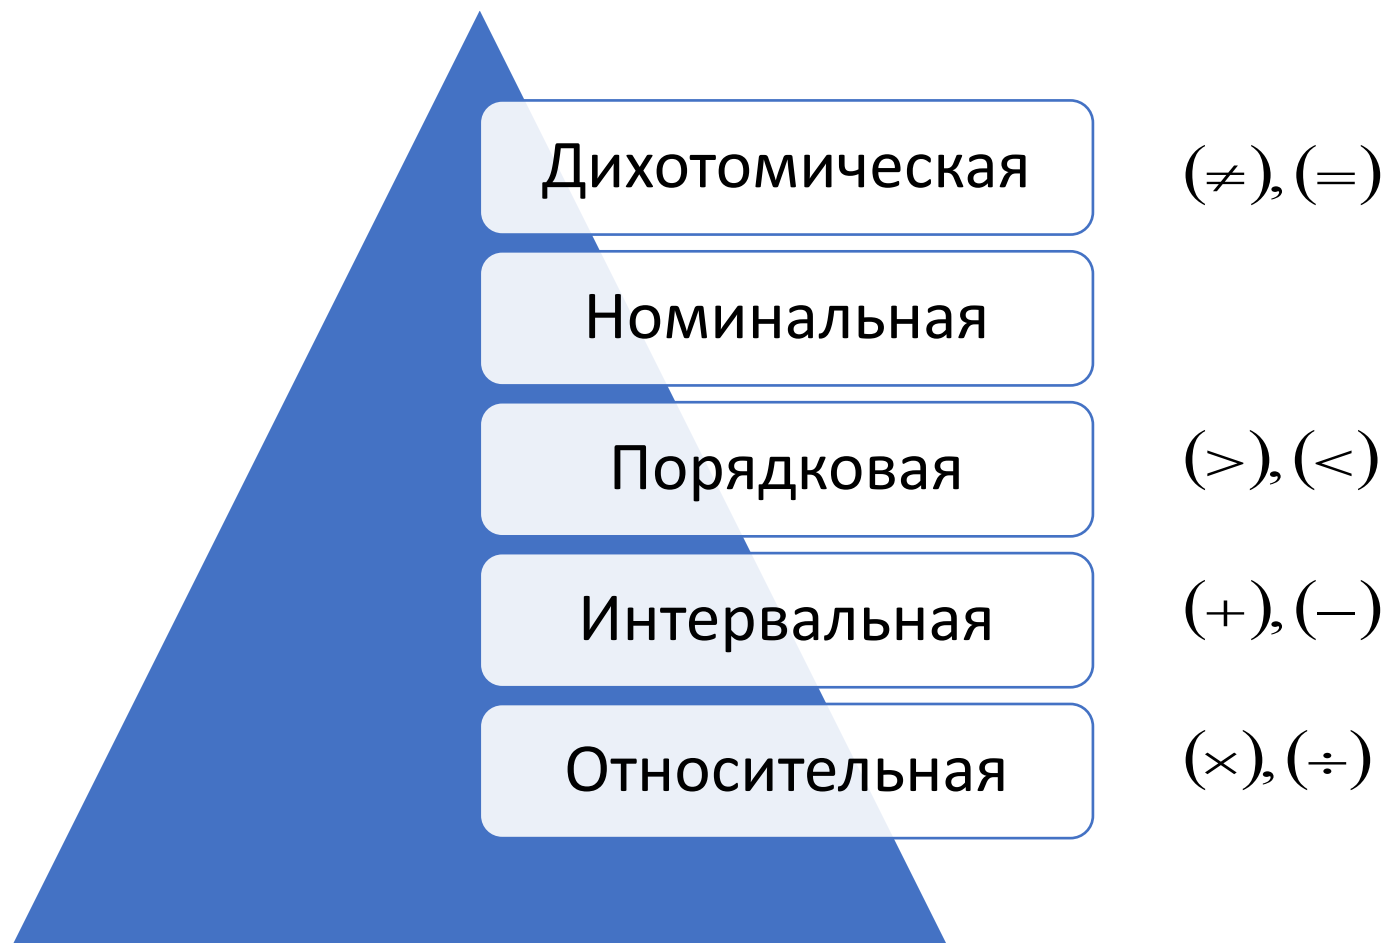 Дихотомическая (≠), (=)
Номинальная
Порядковая (>), (<)
Интервальная (+), (−)
Относительная (×), (÷)